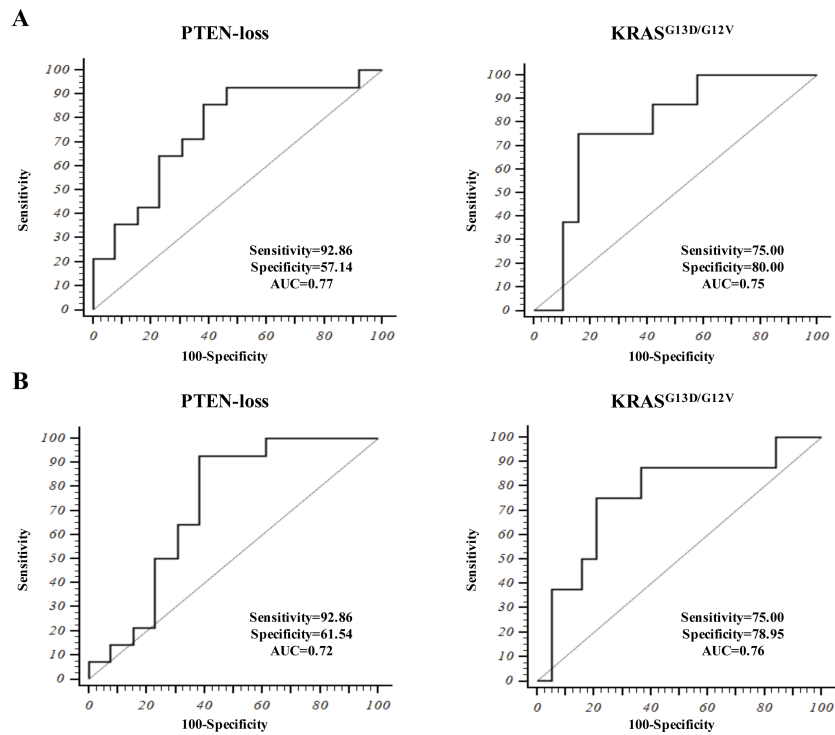 A
PTEN-loss
KRAS^G13D/G12V
100
90
80
70
60
50
40
30
20
10
0
Sensitivity
Sensitivity=92.86
Specificity=57.14
AUC=0.77
0 20 40 60 80 100
100-Specificity
100
90
80
70
60
50
40
30
20
10
0
Sensitivity
Sensitivity=75.00
Specificity=80.00
AUC=0.75
0 20 40 60 80 100
100-Specificity
B
PTEN-loss
KRAS^G13D/G12V
100
90
80
70
60
50
40
30
20
10
0
Sensitivity
Sensitivity=92.86
Specificity=61.54
AUC=0.72
0 20 40 60 80 100
100-Specificity
100
90
80
70
60
50
40
30
20
10
0
Sensitivity
Sensitivity=75.00
Specificity=78.95
AUC=0.76
0 20 40 60 80 100
100-Specificity